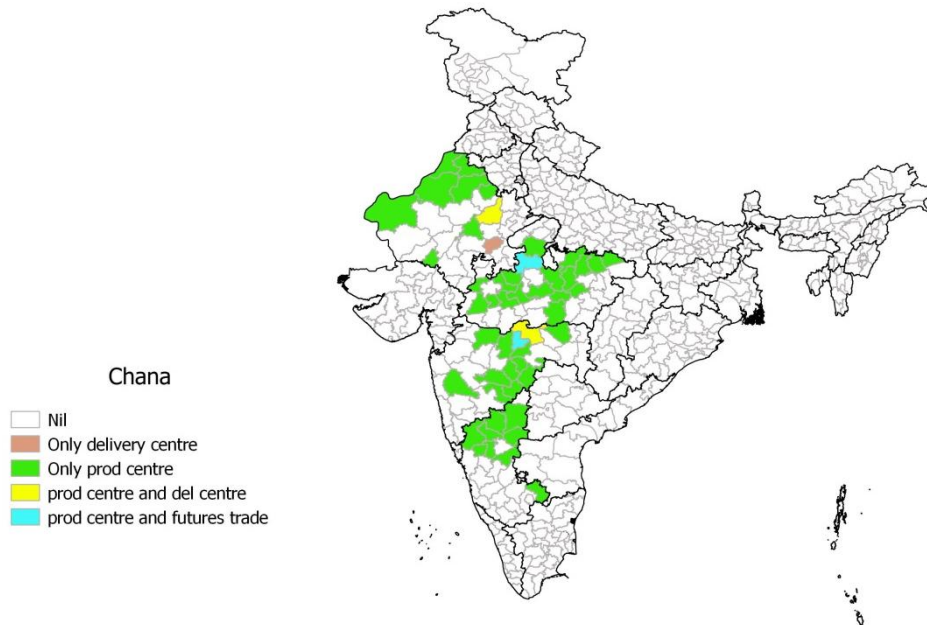 Chana
Nil
Only delivery centre
Only prod centre
prod centre and del centre
prod centre and futures trade